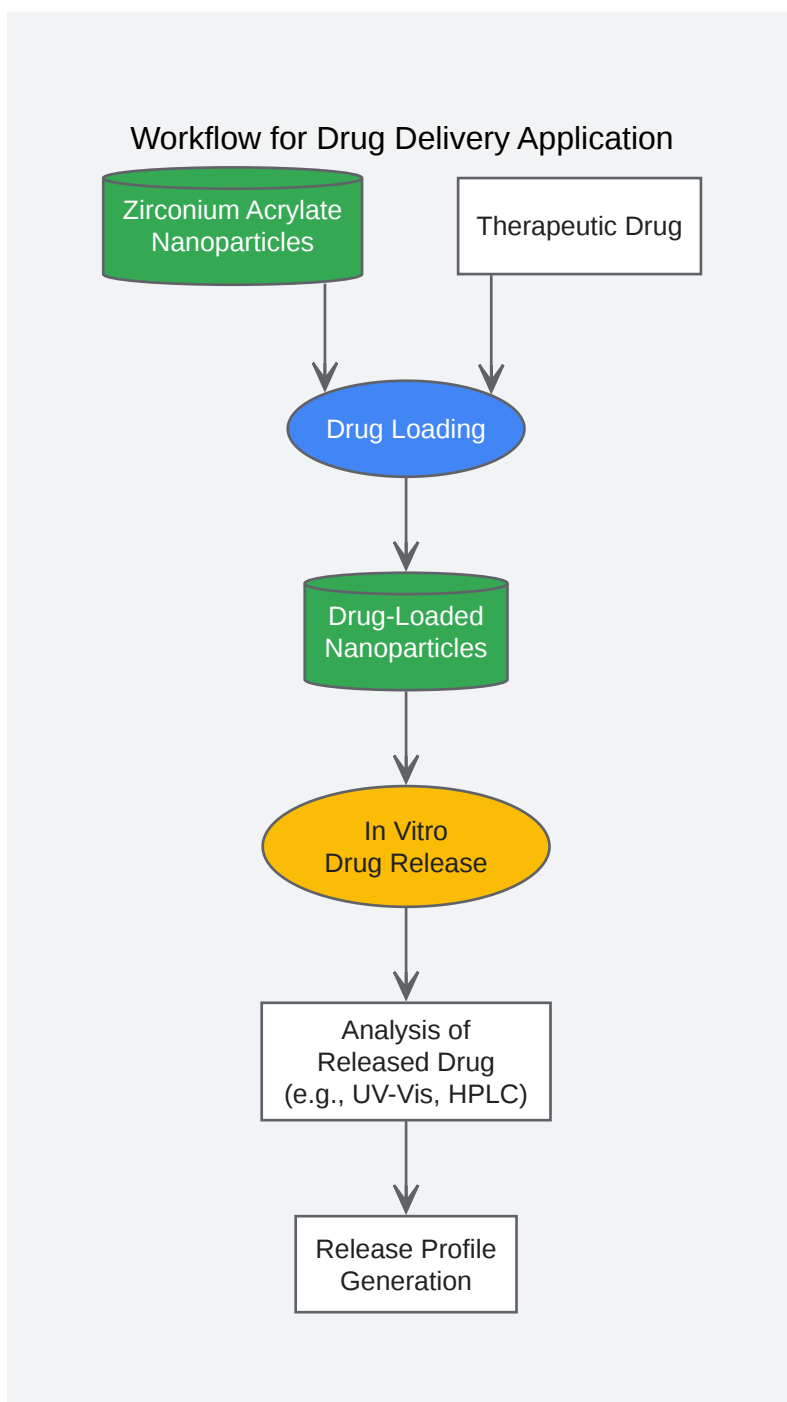 Workflow for Drug Delivery Application
Zirconium Acrylate
Nanoparticles
Therapeutic Drug
Drug Loading
Drug-Loaded
Nanoparticles
In Vitro
Drug Release
Analysis of
Released Drug
(e.g., UV-Vis, HPLC)
Release Profile
Generation